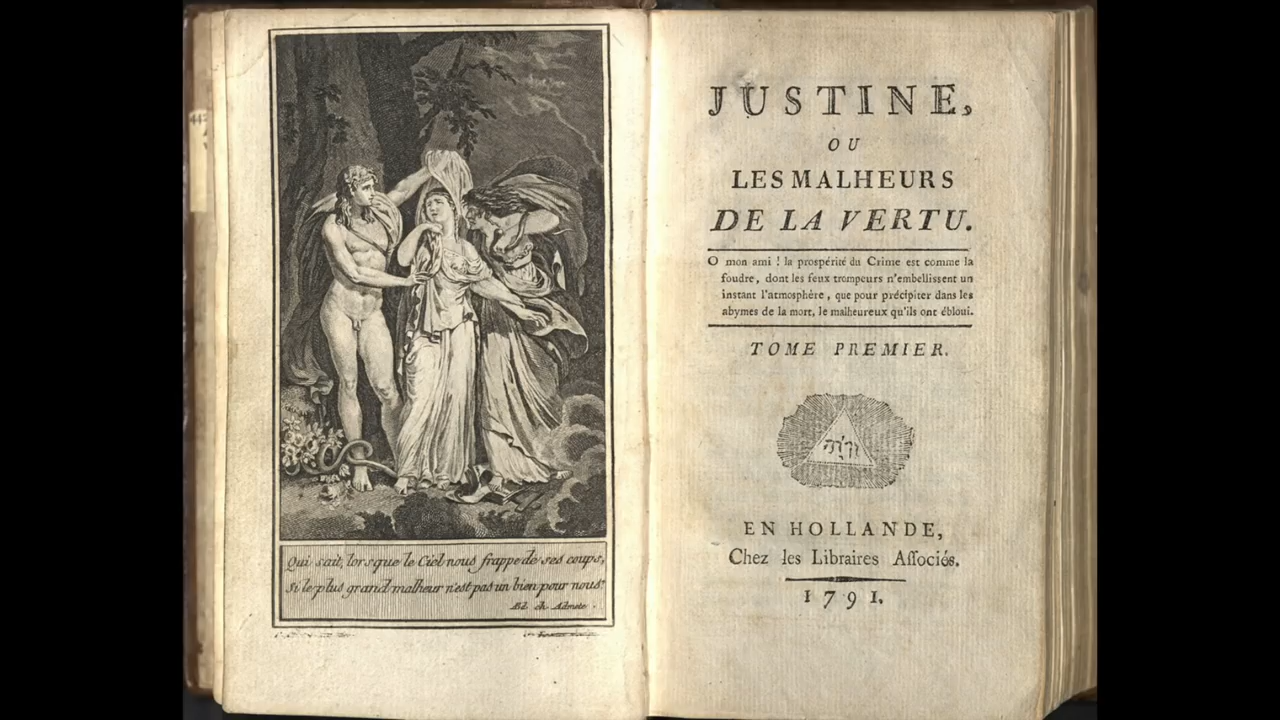 Qui sait, lorsque le Ciel nous frappe de ses coups,
Si le plus grand malheur n'est pas un bien pour nous?
JUSTINE,
OU
LES MALHEURS
DE LA VERTU.
O mon ami ! la prospérité du Crime est comme la
foudre, dont les feux trompeurs n'embellissent un
instant l'atmosphère, que pour précipiter dans les
abymes de la mort, le malheureux qu'ils ont ébloui.
TOME PREMIER.
EN HOLLANDE,
Chez les Libraires Aſſociés.
1791.